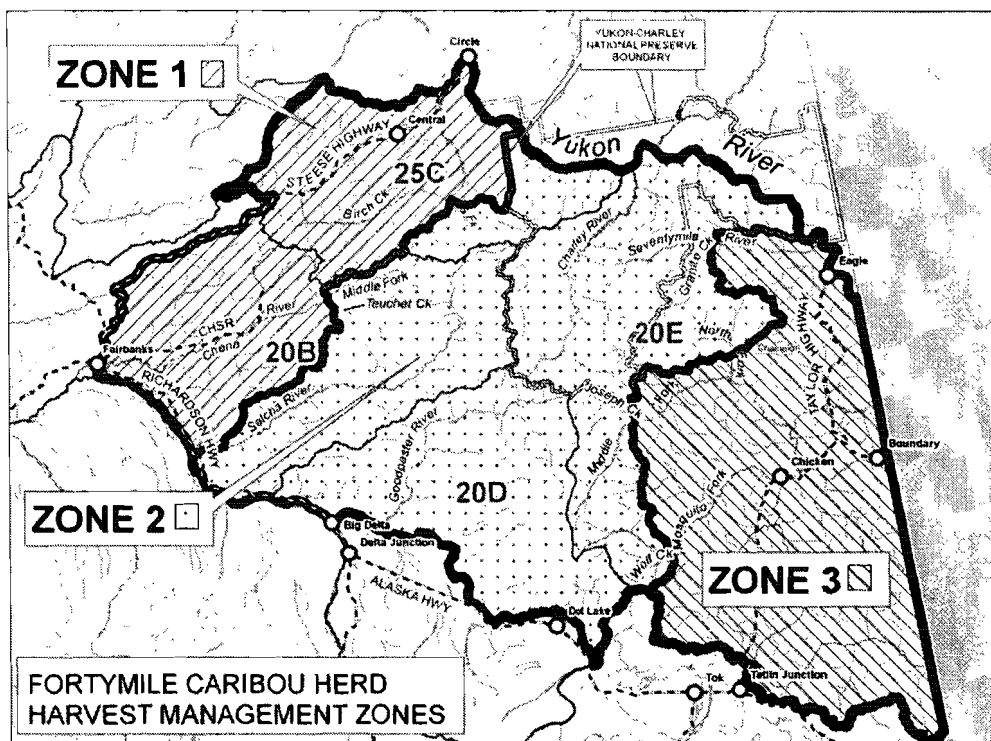 Circle
YUKON-CHARLEY
NATIONAL PRESERVE
BOUNDARY
ZONE 1
Central
STEESE HIGHWAY
25C
Birch Ck
Yukon
River
Charley River
Seventymile
River
Granite Ck
Eagle
Middle Fork
Teuchet Ck
River
CHSR
Chena
20B
20E
North
Fork
Champion
TAYLOR HIGHWAY
Fairbanks
RICHARDSON HWY
Salcha River
Joseph Ck
Goodpaster River
Middle
Boundary
Chicken
Mosquito Fork
20D
ZONE 2
Big Delta
Delta Junction
Wolf Ck
ZONE 3
ALASKA HWY
Dot Lake
Tok
Tetlin Junction
FORTYMILE CARIBOU HERD
HARVEST MANAGEMENT ZONES